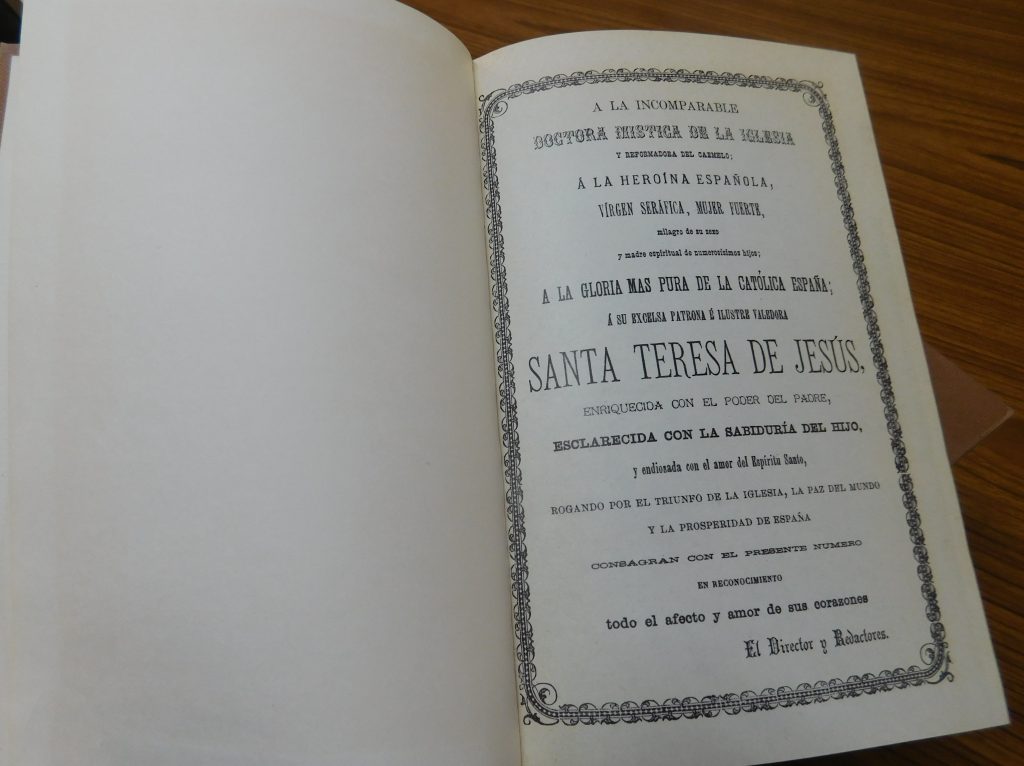 A LA INCOMPARABLE
DOCTORA MISTICA DE LA IGLESIA
Y REFORMADORA DEL CARMELO;
Á LA HEROÍNA ESPAÑOLA,
VÍRGEN SERÁFICA, MUJER FUERTE,
milagro de su sexo
y madre espiritual de numerosísimos hijos;
A LA GLORIA MAS PURA DE LA CATÓLICA ESPAÑA;
Á SU EXCELSA PATRONA É ILUSTRE VALEDORA
SANTA TERESA DE JESÚS,
ENRIQUECIDA CON EL PODER DEL PADRE,
ESCLARECIDA CON LA SABIDURÍA DEL HIJO,
y endiosada con el amor del Espíritu Santo,
ROGANDO POR EL TRIUNFO DE LA IGLESIA, LA PAZ DEL MUNDO
Y LA PROSPERIDAD DE ESPAÑA
CONSAGRAN CON EL PRESENTE NUMERO
EN RECONOCIMIENTO
todo el afecto y amor de sus corazones
El Director y Redactores.